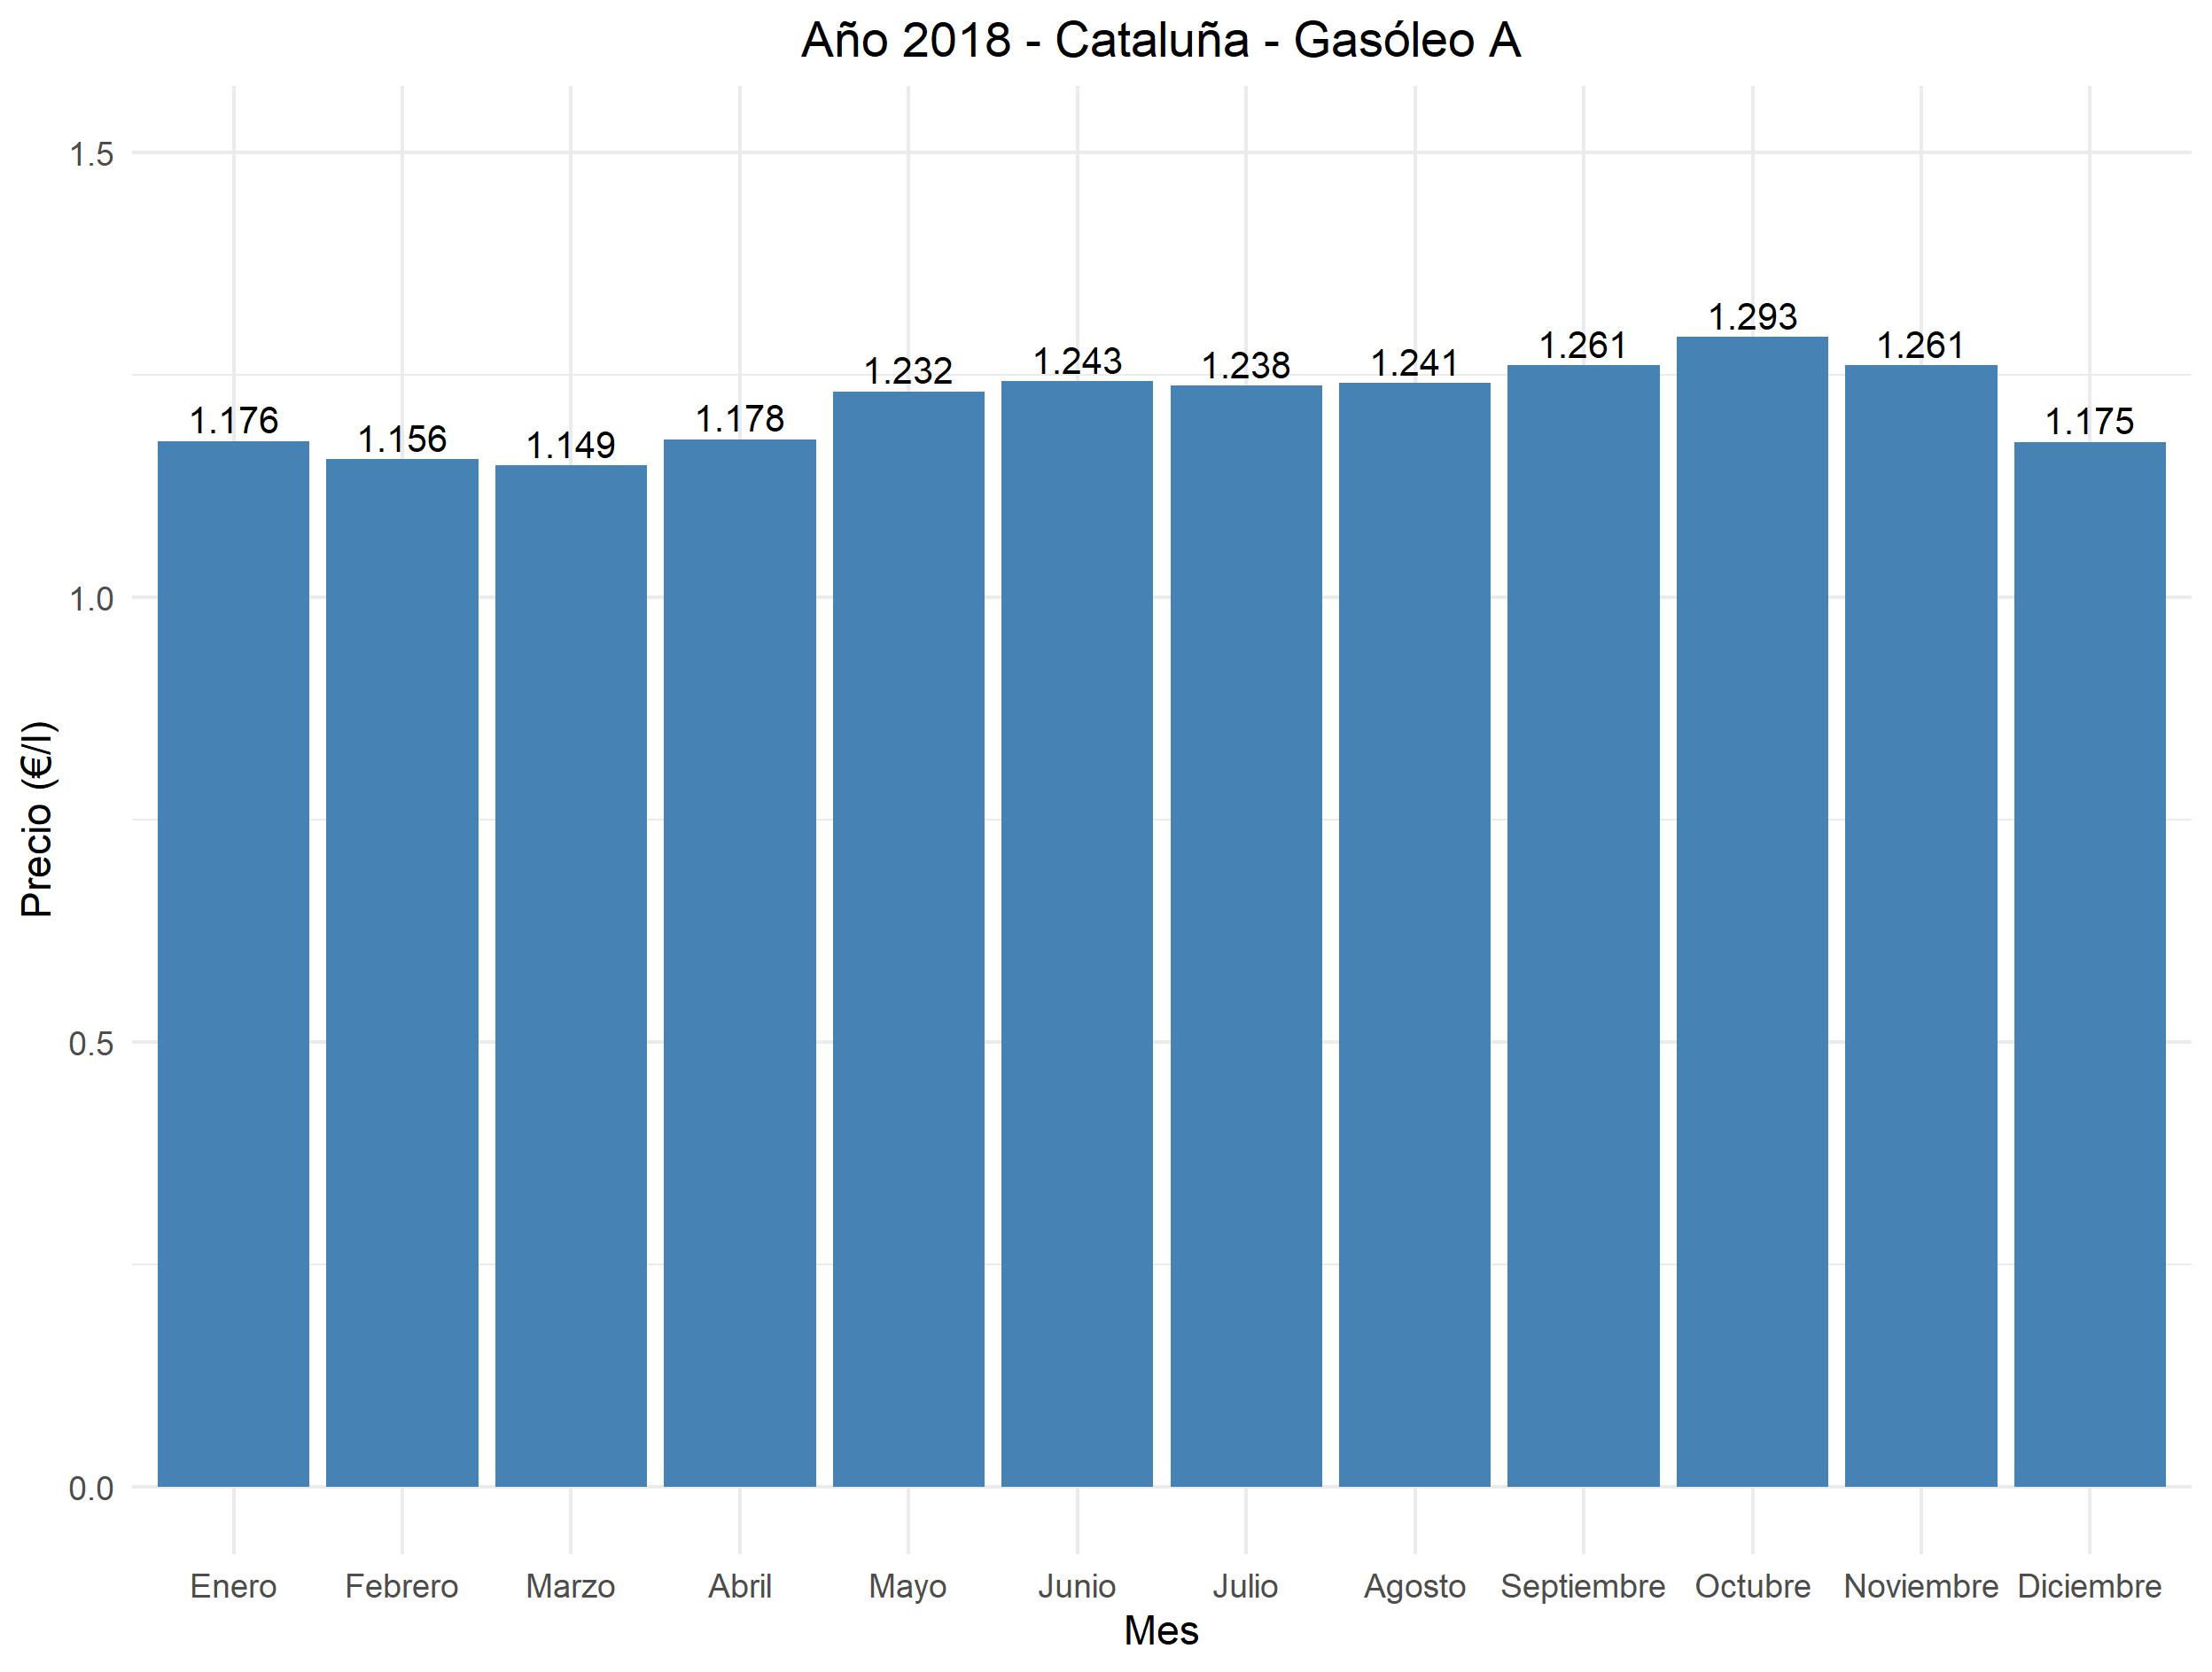 Año 2018 - Cataluña - Gasóleo A
1.5
1.0
0.5
0.0
Precio (€/l)
1.176
1.156
1.149
1.178
1.232
1.243
1.238
1.241
1.261
1.293
1.261
1.175
Enero
Febrero
Marzo
Abril
Mayo
Junio
Julio
Agosto
Septiembre
Octubre
Noviembre
Diciembre
Mes